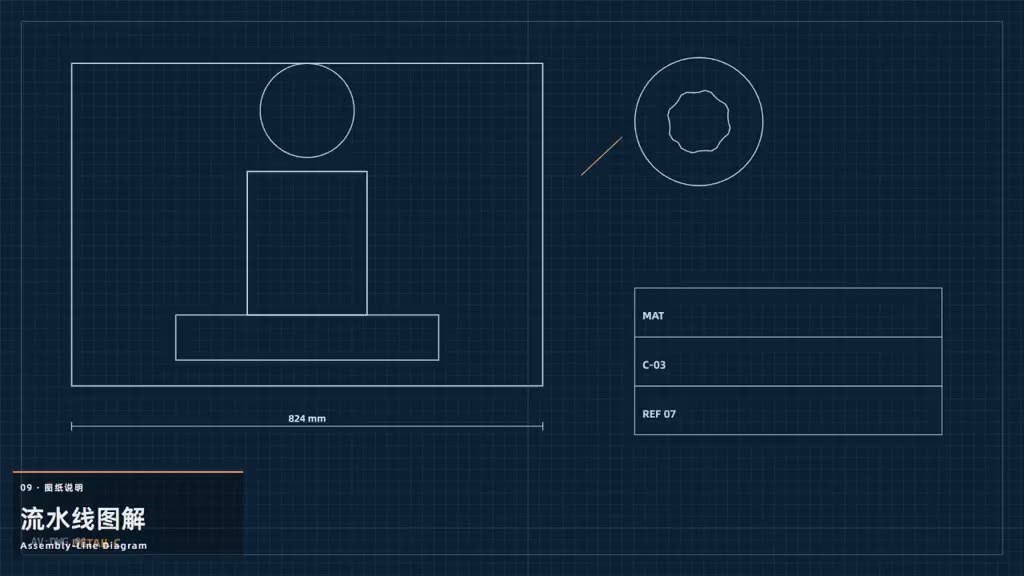 824 mm
MAT
C-03
REF 07
09 · 图纸说明
流水线图解
Assembly-Line Diagram